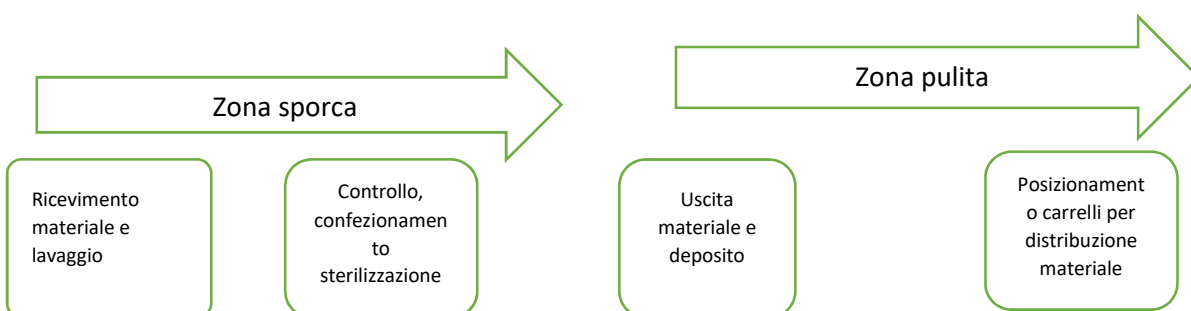 Zona sporca
Zona pulita
Ricevimento
materiale e
lavaggio
Controllo,
confezionamen
to
sterilizzazione
Uscita
materiale e
deposito
Posizionament
o carrelli per
distribuzione
materiale